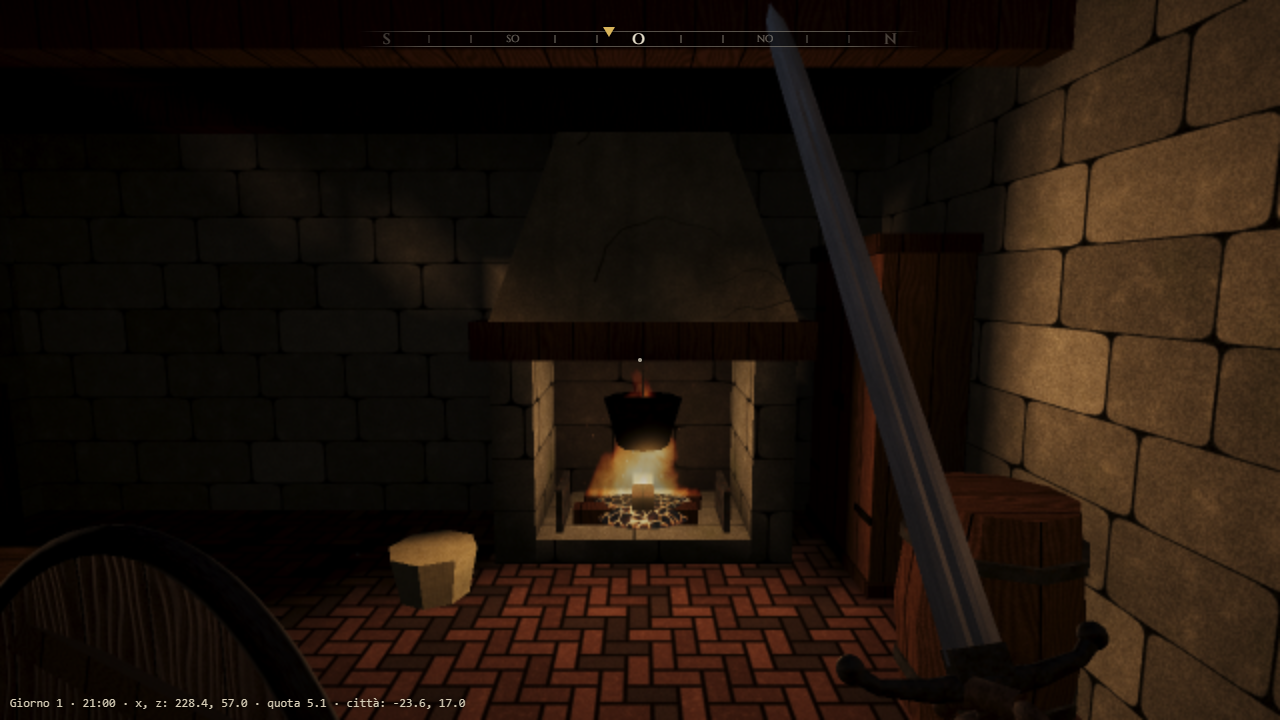 S SO O NO N
Giorno 1 · 21:00 · x, z: 228.4, 57.0 · quota 5.1 · città: -23.6, 17.0